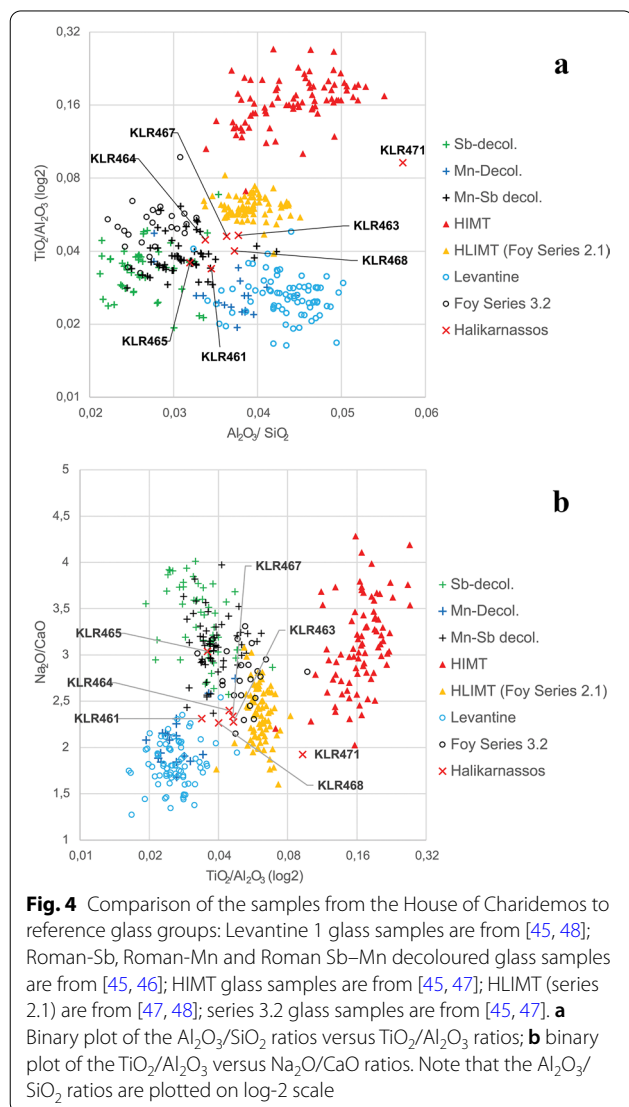 a
0,32
0,16
0,08
0,04
0,02
0,01
TiO₂/Al₂O₃ (log2)
KLR467
KLR464
KLR471
KLR463
KLR468
KLR465
KLR461
0,02 0,03 0,04 0,05 0,06
Al₂O₃/ SiO₂
Sb-decol.
Mn-Decol.
Mn-Sb decol.
HIMT
HLIMT (Foy Series 2.1)
Levantine
Foy Series 3.2
Halikarnassos
b
5
4,5
4
3,5
3
2,5
2
1,5
1
Na₂O/CaO
KLR467
KLR465
KLR463
KLR464
KLR461
KLR471
KLR468
0,01 0,02 0,04 0,08 0,16 0,32
TiO₂/Al₂O₃ (log2)
Sb-decol.
Mn-Decol.
Mn-Sb decol.
HIMT
HLIMT (Foy Series 2.1)
Levantine
Foy Series 3.2
Halikarnassos
Fig. 4 Comparison of the samples from the House of Charidemos to
reference glass groups: Levantine 1 glass samples are from [45, 48];
Roman-Sb, Roman-Mn and Roman Sb–Mn decoloured glass samples
are from [45, 46]; HIMT glass samples are from [45, 47]; HLIMT (series
2.1) are from [47, 48]; series 3.2 glass samples are from [45, 47]. a
Binary plot of the Al₂O₃/SiO₂ ratios versus TiO₂/Al₂O₃ ratios; b binary
plot of the TiO₂/Al₂O₃ versus Na₂O/CaO ratios. Note that the Al₂O₃/
SiO₂ ratios are plotted on log-2 scale